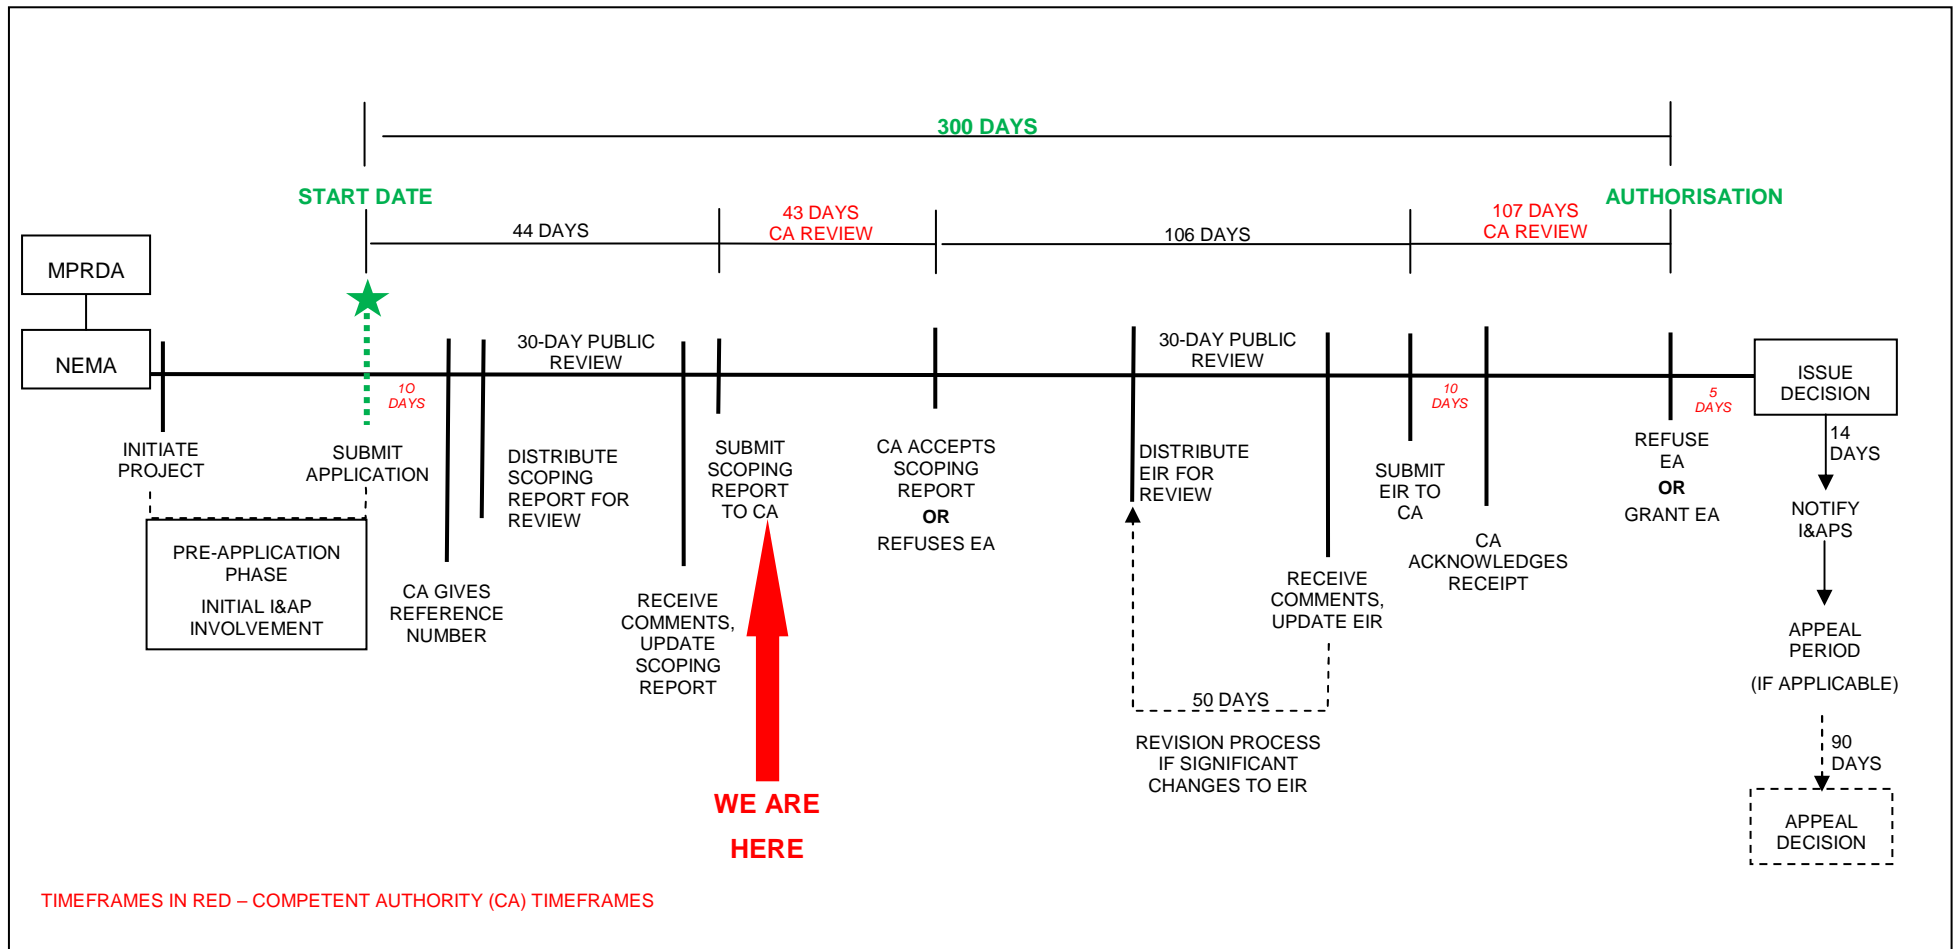 300 DAYS
START DATE
AUTHORISATION
44 DAYS
43 DAYS
CA REVIEW
106 DAYS
107 DAYS
CA REVIEW
MPRDA
NEMA
30-DAY PUBLIC
REVIEW
30-DAY PUBLIC
REVIEW
10
DAYS
10
DAYS
5
DAYS
ISSUE
DECISION
INITIATE
PROJECT
SUBMIT
APPLICATION
DISTRIBUTE
SCOPING
REPORT FOR
REVIEW
SUBMIT
SCOPING
REPORT
TO CA
CA ACCEPTS
SCOPING
REPORT
OR
REFUSES EA
DISTRIBUTE
EIR FOR
REVIEW
SUBMIT
EIR TO
CA
REFUSE
EA
OR
GRANT EA
14
DAYS
NOTIFY
I&APS
PRE-APPLICATION
PHASE
INITIAL I&AP
INVOLVEMENT
CA GIVES
REFERENCE
NUMBER
RECEIVE
COMMENTS,
UPDATE
SCOPING
REPORT
RECEIVE
COMMENTS,
UPDATE EIR
CA
ACKNOWLEDGES
RECEIPT
APPEAL
PERIOD
(IF APPLICABLE)
50 DAYS
REVISION PROCESS
IF SIGNIFICANT
CHANGES TO EIR
90
DAYS
APPEAL
DECISION
WE ARE
HERE
TIMEFRAMES IN RED – COMPETENT AUTHORITY (CA) TIMEFRAMES